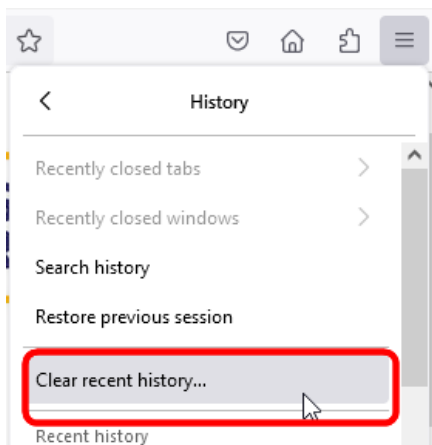 History
Recently closed tabs
Recently closed windows
Search history
Restore previous session
Clear recent history...
Recent history